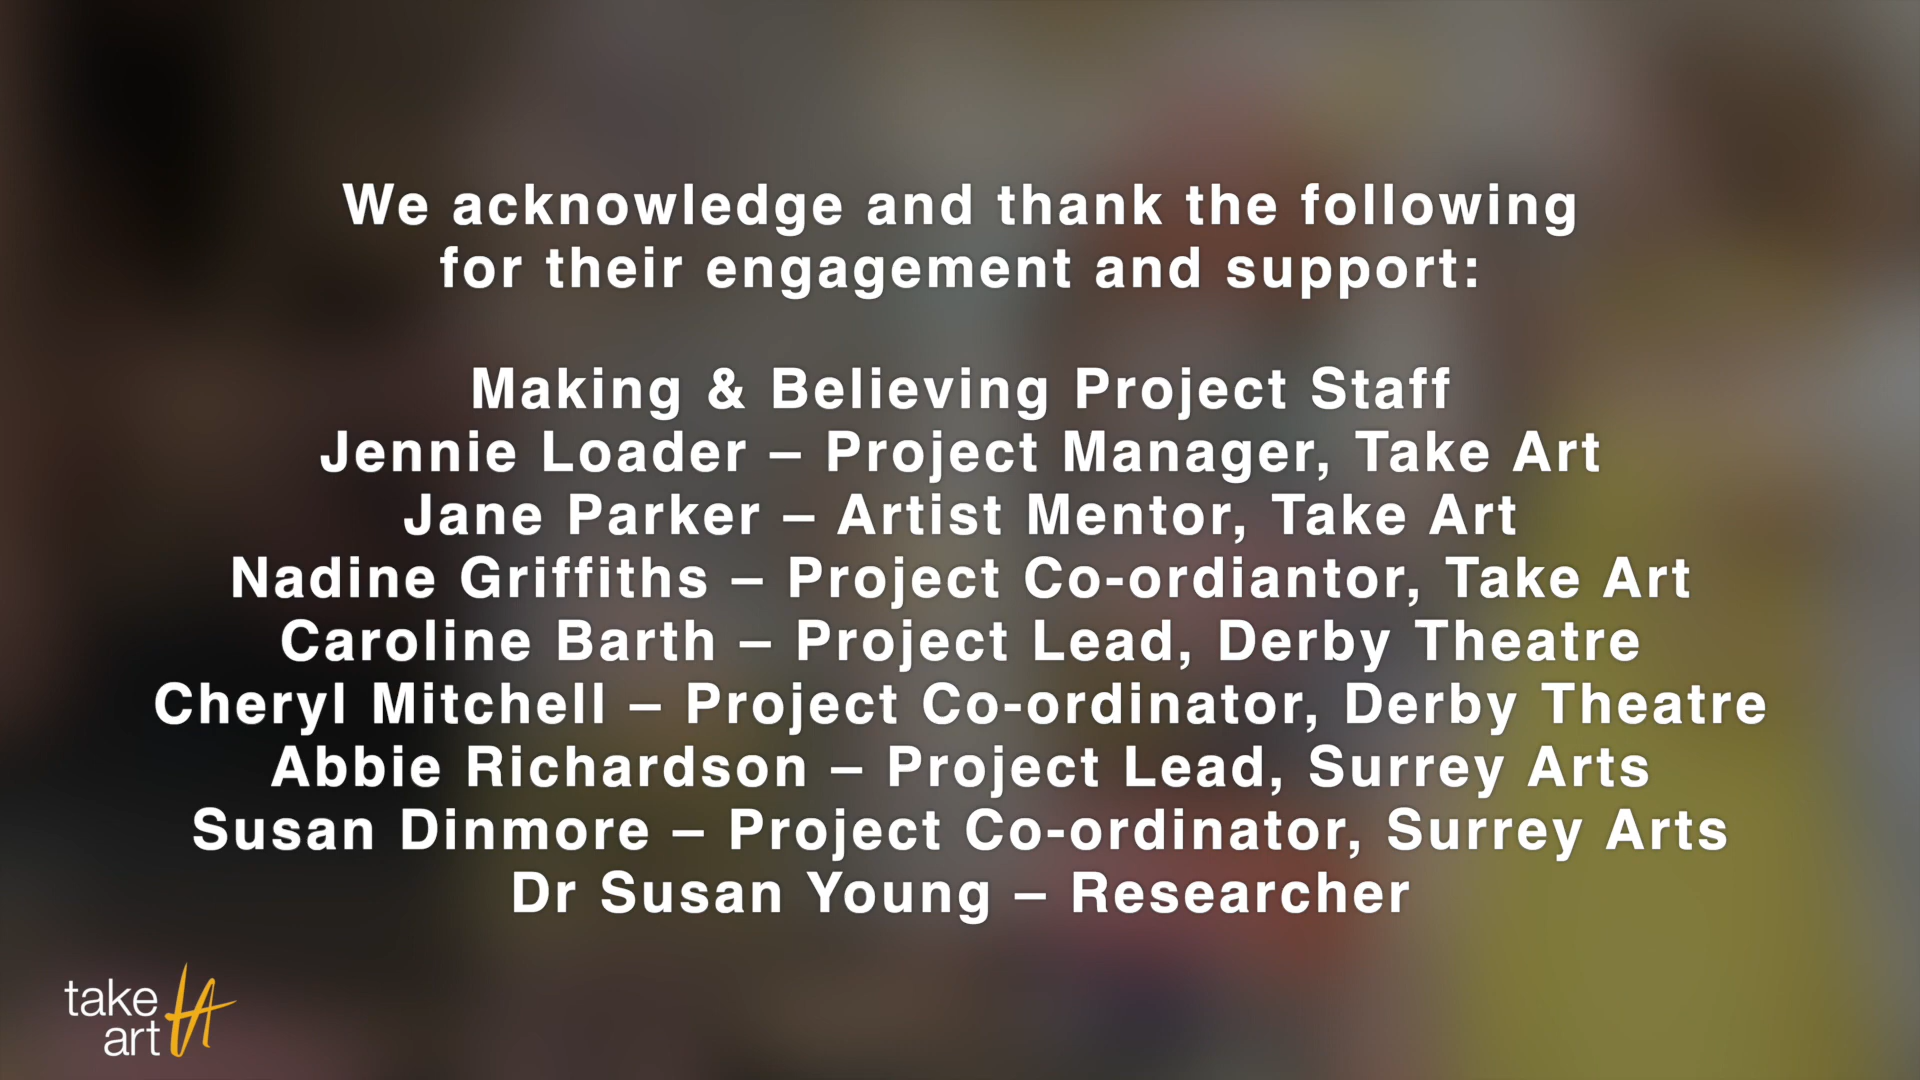 We acknowledge and thank the following
for their engagement and support:
Making & Believing Project Staff
Jennie Loader – Project Manager, Take Art
Jane Parker – Artist Mentor, Take Art
Nadine Griffiths – Project Co-ordiantor, Take Art
Caroline Barth – Project Lead, Derby Theatre
Cheryl Mitchell – Project Co-ordinator, Derby Theatre
Abbie Richardson – Project Lead, Surrey Arts
Susan Dinmore – Project Co-ordinator, Surrey Arts
Dr Susan Young – Researcher
take
art tA